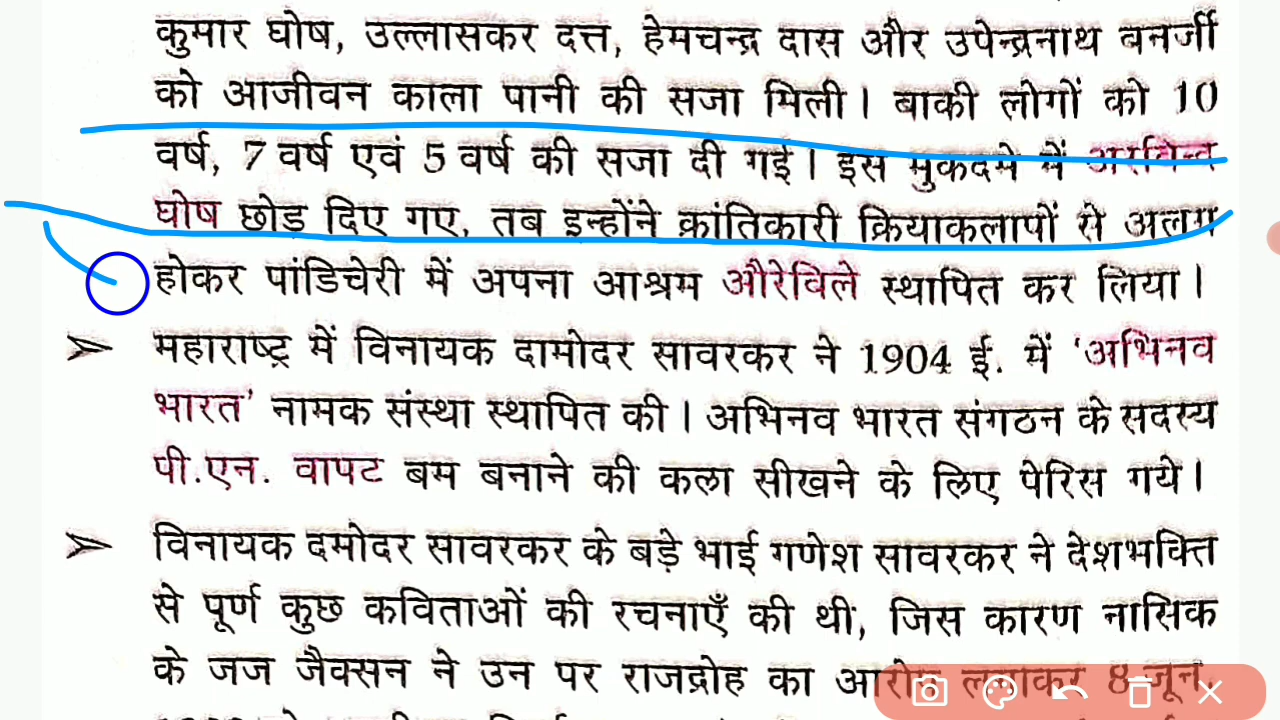 कुमार घोष, उल्लासकर दत्त, हेमचन्द्र दास और उपेन्द्रनाथ बनर्जी
को आजीवन काला पानी की सजा मिली। बाकी लोगों को 10
वर्ष, 7 वर्ष एवं 5 वर्ष की सजा दी गई। इस मुकदमे में अरविन्द
घोष छोड़ दिए गए, तब इन्होंने क्रांतिकारी क्रियाकलापों से अलग
होकर पांडिचेरी में अपना आश्रम औरेविले स्थापित कर लिया।
महाराष्ट्र में विनायक दामोदर सावरकर ने 1904 ई. में 'अभिनव
भारत' नामक संस्था स्थापित की। अभिनव भारत संगठन के सदस्य
पी.एन. वापट बम बनाने की कला सीखने के लिए पेरिस गये।
विनायक दमोदर सावरकर के बड़े भाई गणेश सावरकर ने देशभक्ति
से पूर्ण कुछ कविताओं की रचनाएँ की थी, जिस कारण नासिक
के जज जैक्सन ने उन पर राजद्रोह का आरोप लगाकर 8 जून,